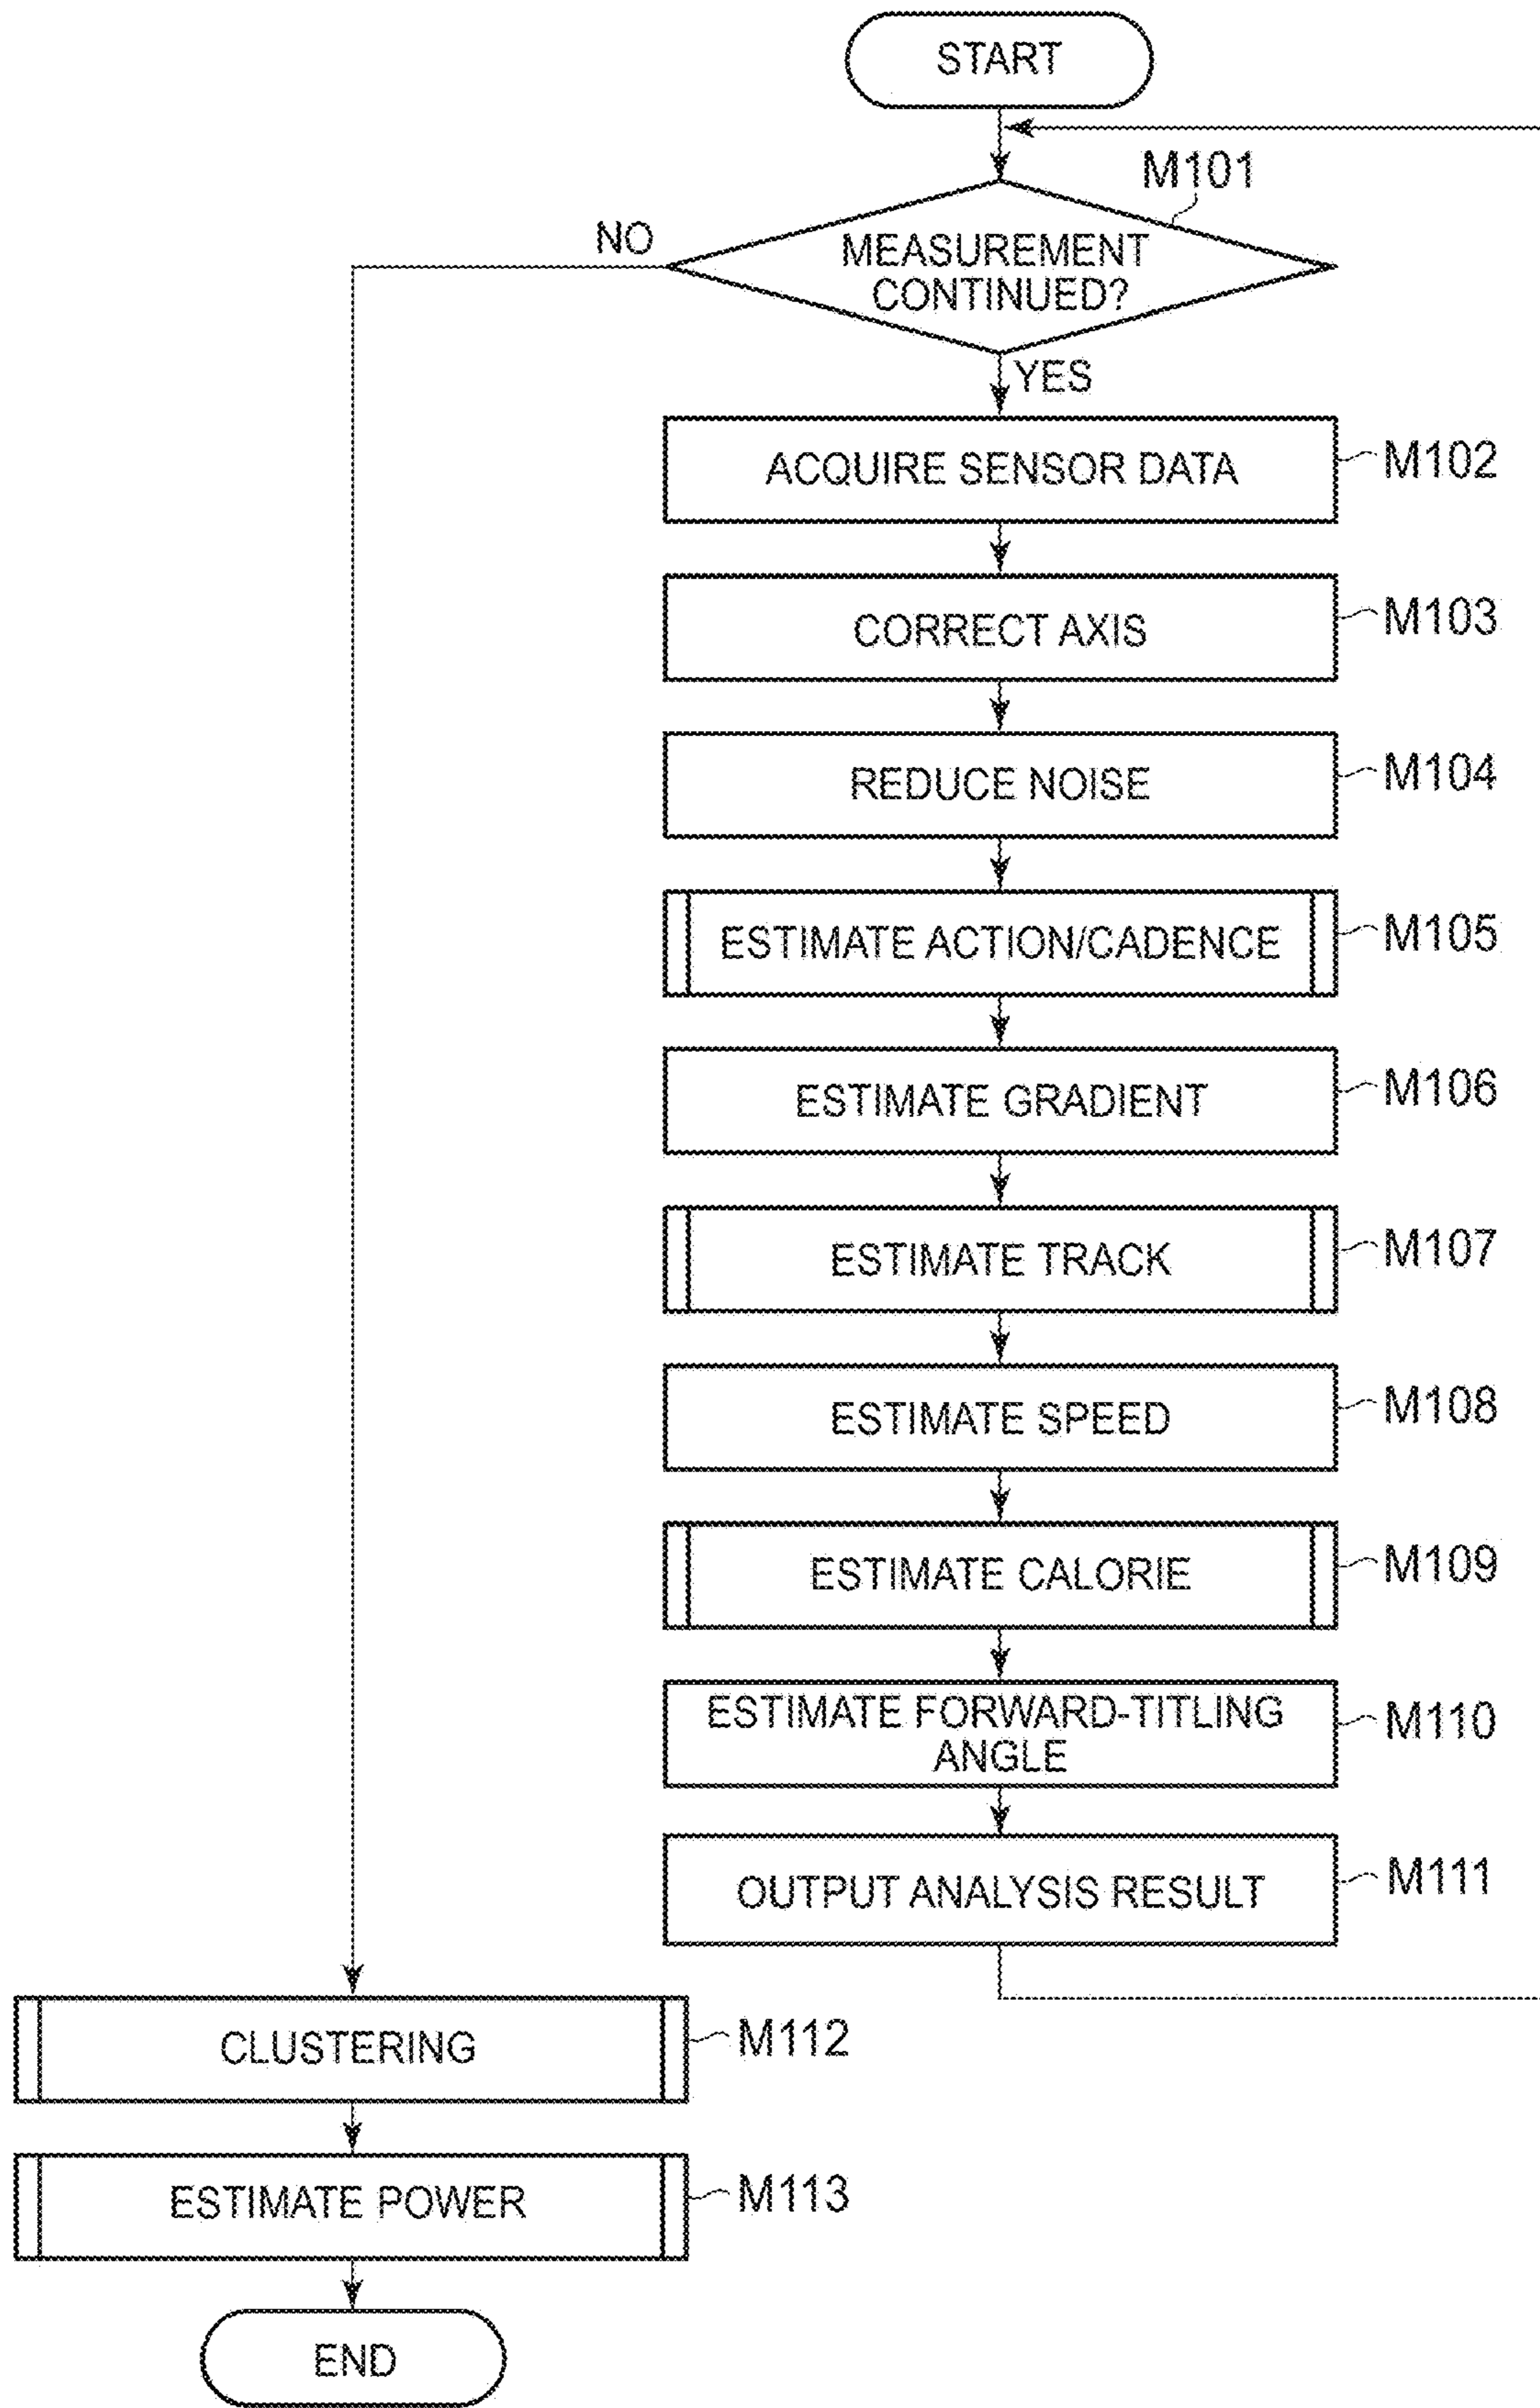 START
M101
NO
MEASUREMENT
CONTINUED?
YES
ACQUIRE SENSOR DATA
M102
CORRECT AXIS
M103
REDUCE NOISE
M104
ESTIMATE ACTION/CADENCE
M105
ESTIMATE GRADIENT
M106
ESTIMATE TRACK
M107
ESTIMATE SPEED
M108
ESTIMATE CALORIE
M109
ESTIMATE FORWARD-TITLING
ANGLE
M110
OUTPUT ANALYSIS RESULT
M111
CLUSTERING
M112
ESTIMATE POWER
M113
END